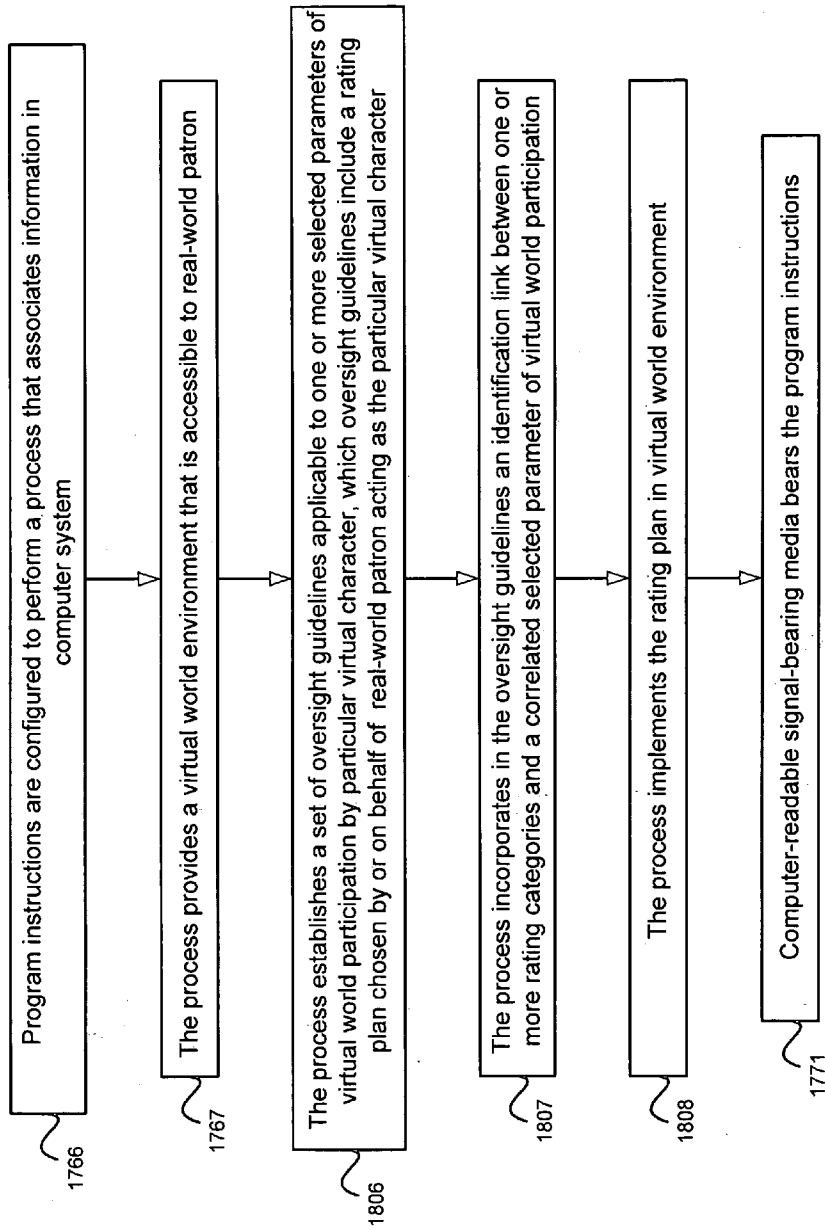 Program instructions are configured to perform a process that associates information in
computer system
1766
The process provides a virtual world environment that is accessible to real-world patron
1767
The process establishes a set of oversight guidelines applicable to one or more selected parameters of
virtual world participation by particular virtual character, which oversight guidelines include a rating
plan chosen by or on behalf of real-world patron acting as the particular virtual character
1806
The process incorporates in the oversight guidelines an identification link between one or
more rating categories and a correlated selected parameter of virtual world participation
1807
The process implements the rating plan in virtual world environment
1808
Computer-readable signal-bearing media bears the program instructions
1771